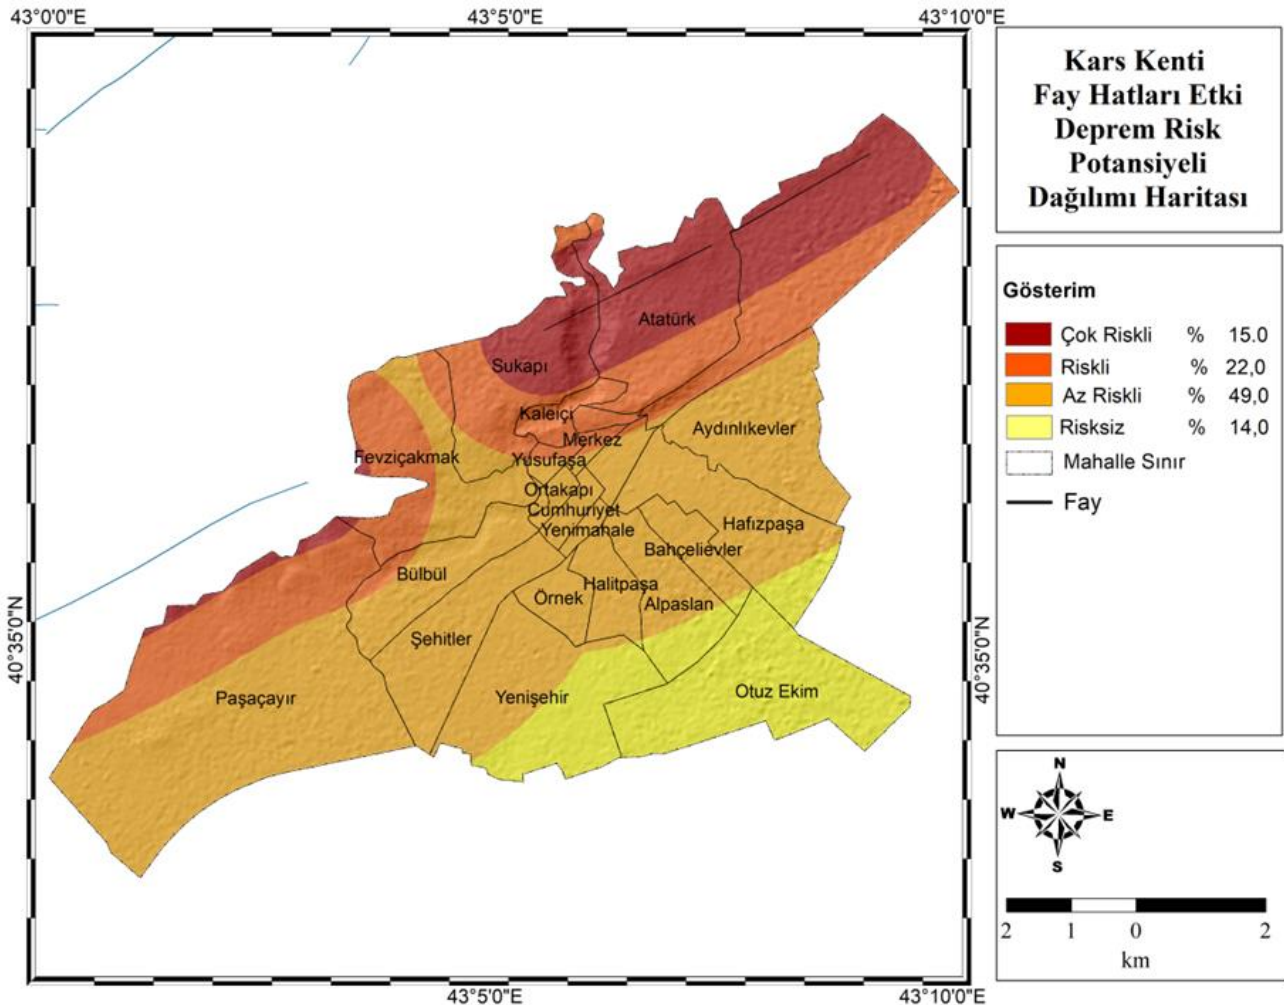 43°0'0"E
43°5'0"E
43°10'0"E
Kars Kenti
Fay Hatları Etki
Deprem Risk
Potansiyeli
Dağılımı Haritası
Gösterim
Çok Riskli % 15.0
Riskli % 22,0
Az Riskli % 49,0
Risksiz % 14,0
Mahalle Sınır
Fay
Atatürk
Sukapı
Kaleiçi
Merkez
Aydınlıkevler
Fevziçakmak
Yusufaşa
Ortakapı
Cumhuriyet
Yenimahale
Hafızpaşa
Bahçelievler
Bülbül
Halitpaşa
Örnek
Alpaslan
Şehitler
Paşaçayır
Yenişehir
Otuz Ekim
40°35'0"N
40°35'0"N
N
W
E
S
2 1 0 2
km
43°5'0"E
43°10'0"E